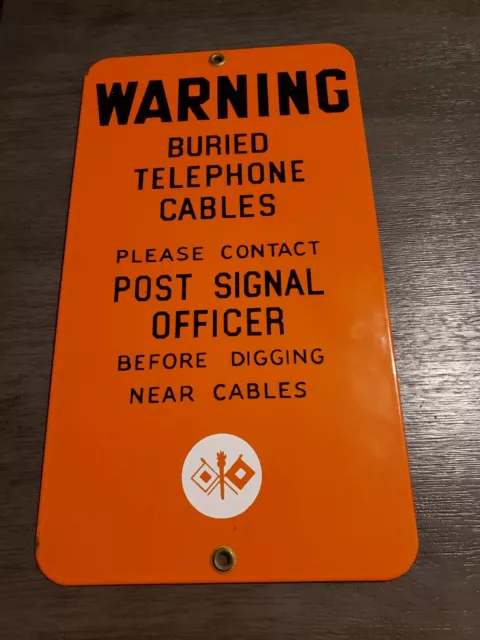 WARNING
BURIED
TELEPHONE
CABLES
PLEASE CONTACT
POST SIGNAL
OFFICER
BEFORE DIGGING
NEAR CABLES